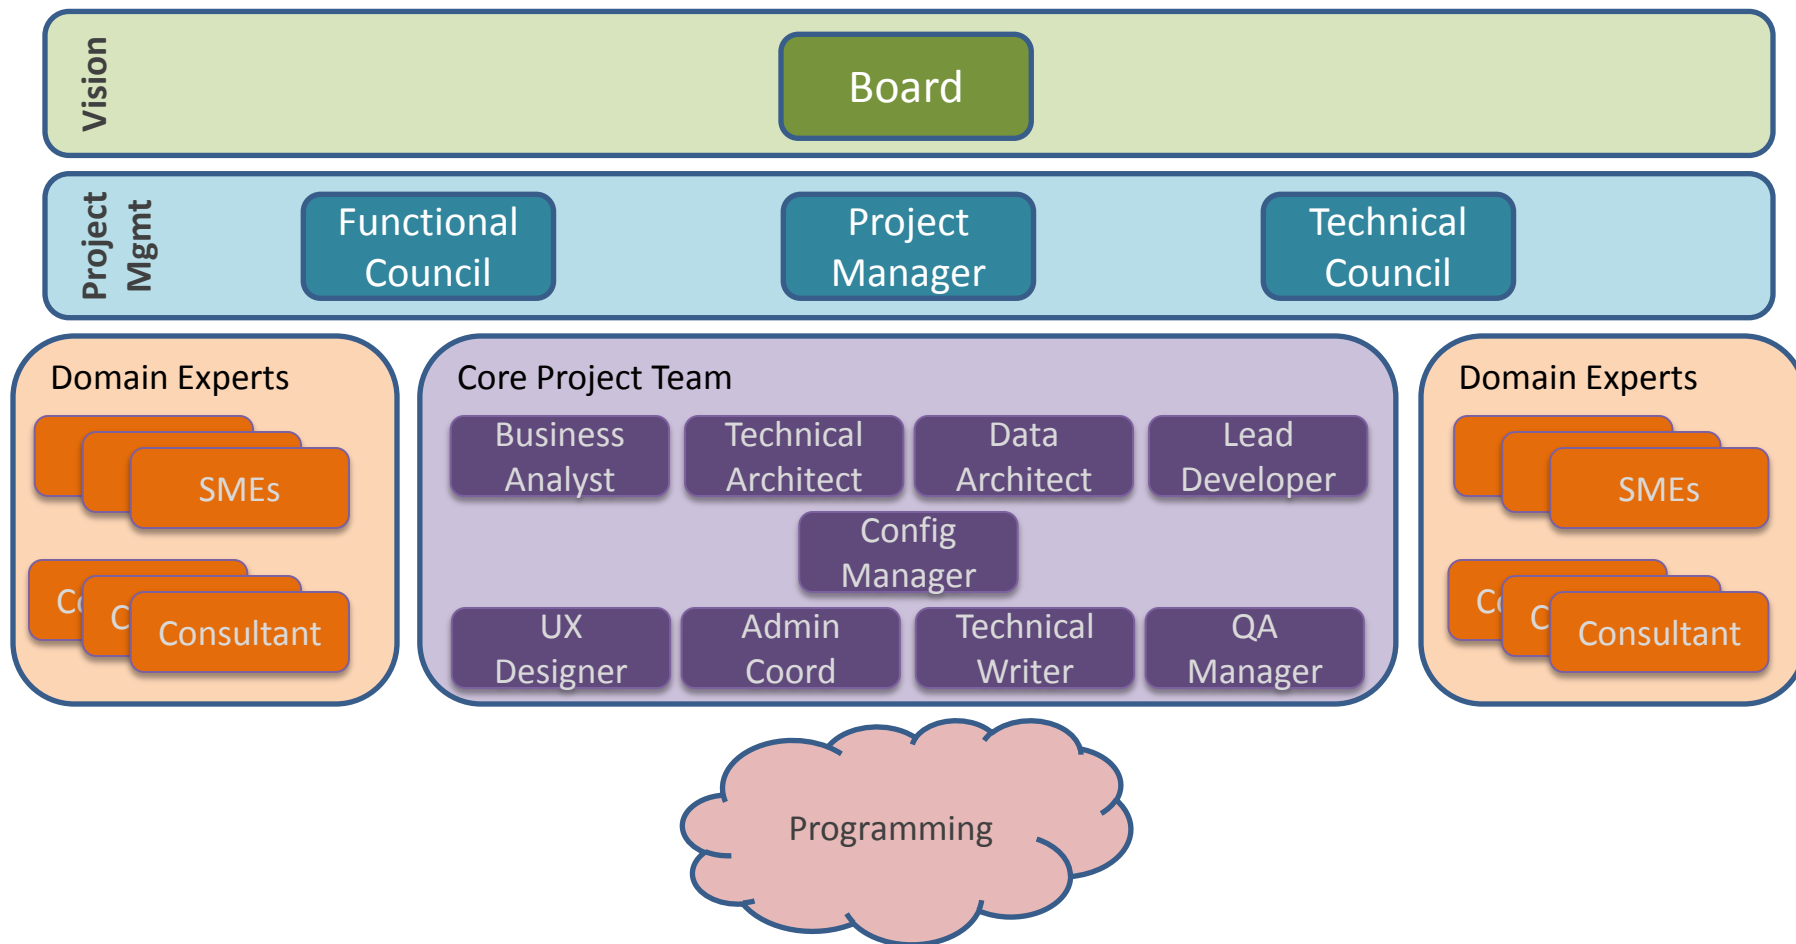 Vision
Board
Project
Mgmt
Functional
Council
Project
Manager
Technical
Council
Domain Experts
SMEs
Co
C
Consultant
Core Project Team
Business
Analyst
Technical
Architect
Data
Architect
Lead
Developer
Config
Manager
UX
Designer
Admin
Coord
Technical
Writer
QA
Manager
Domain Experts
SMEs
Co
C
Consultant
Programming